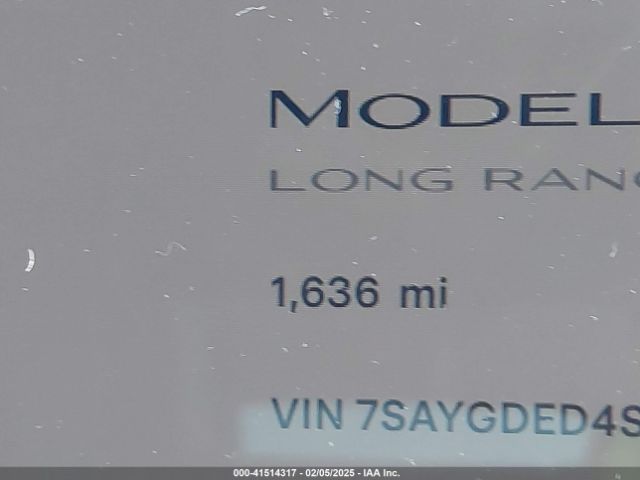 MODEL
LONG RANG
1,636 mi
VIN 7SAYGDED4S
000-41514317 - 02/05/2025 - IAA Inc.